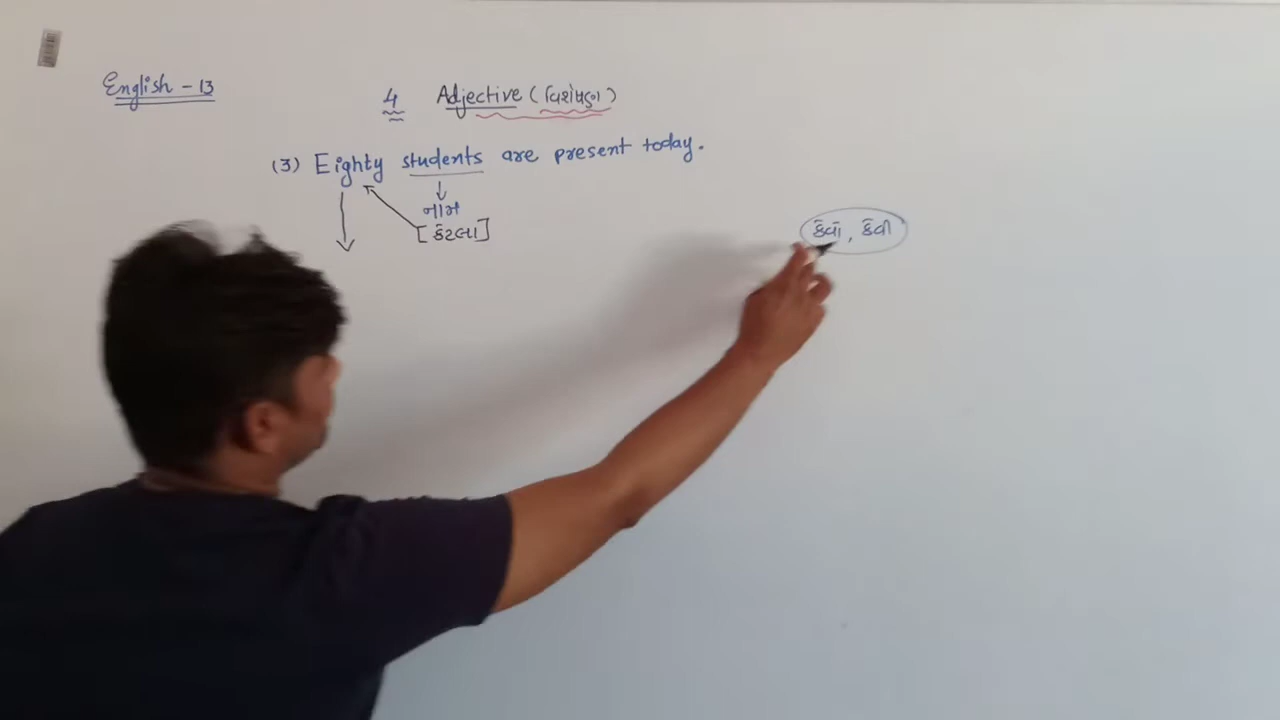 English - 13
4 Adjective (વિશેષણ)
(3) Eighty students are present today.
નામ
[કેટલા]
કેવો, કેવી